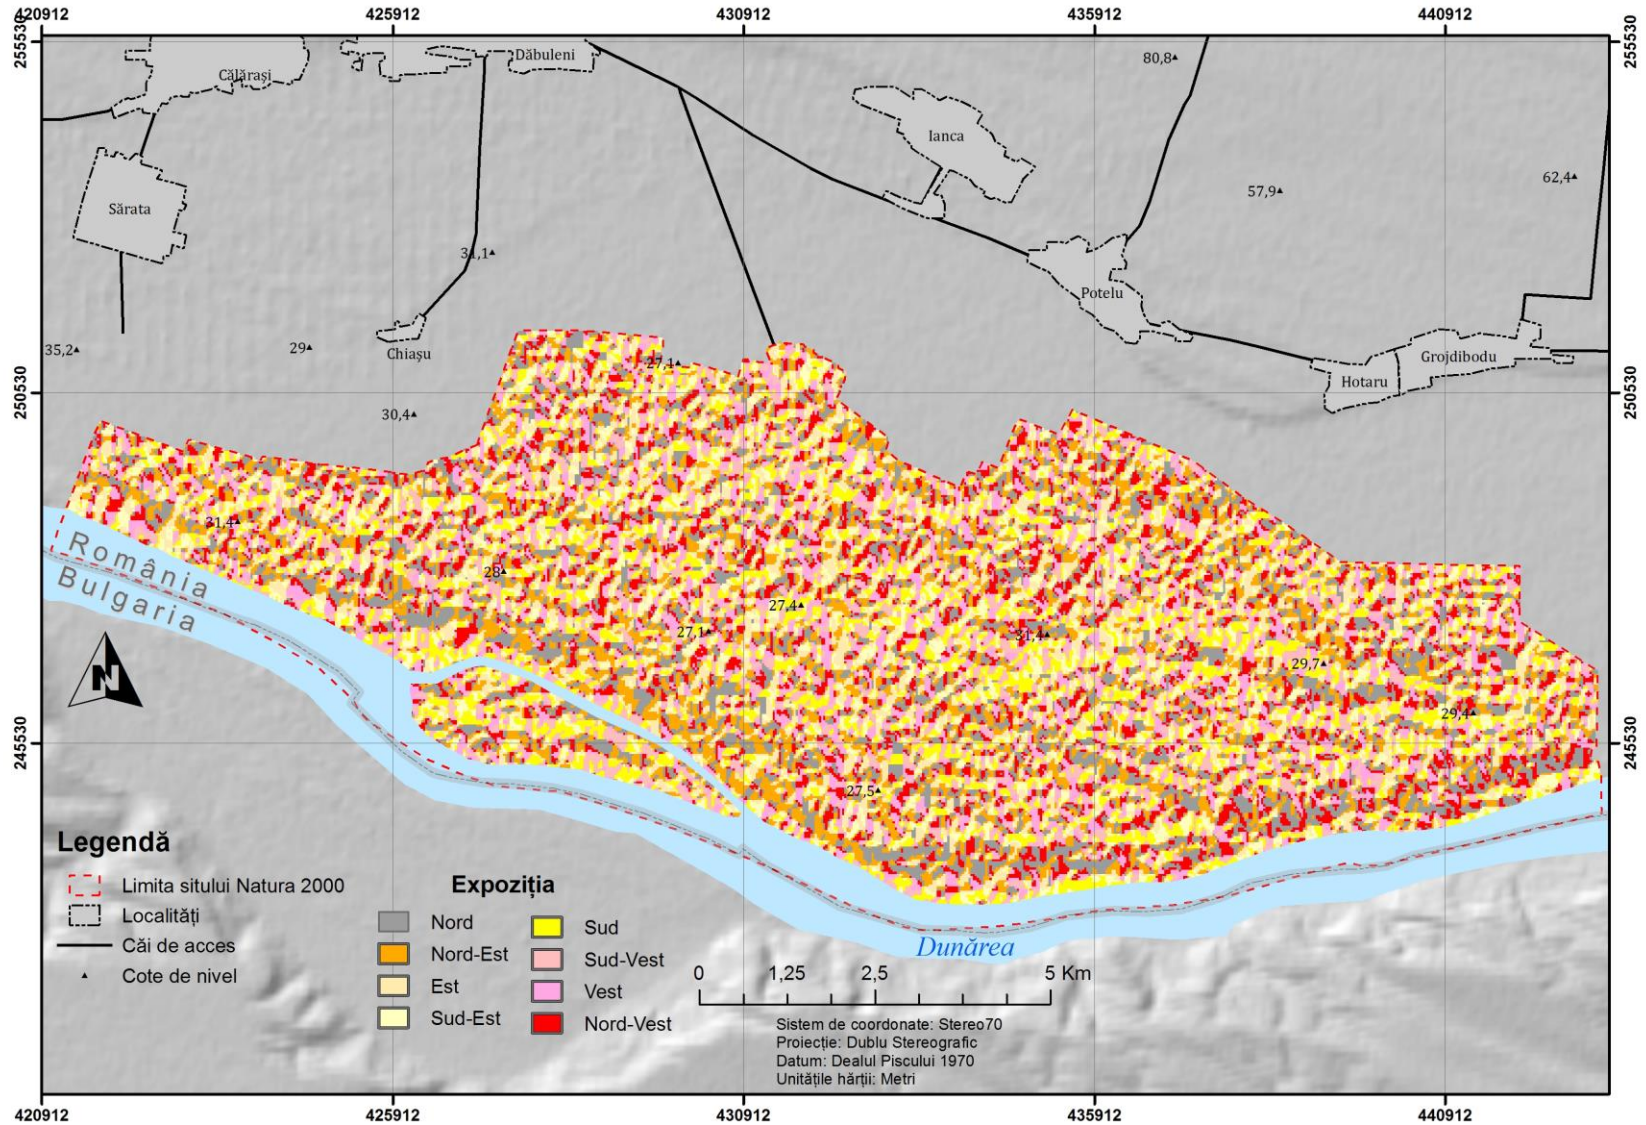 420912 425912 430912 435912 440912
255530 255530
Călărași
Dăbuleni
80,8
Ianca
62,4
57,9
Sărata
31,1
Potelu
35,2
29
Chiașu
27,1
Grojdibodu
Hotaru
250530 250530
30,4
31,4
România
Bulgaria
28
27,4
27,1
31,4
29,7
N
29,4
245530 245530
27,5
Dunărea
Legendă
Limita sitului Natura 2000
Localități
Căi de acces
Cote de nivel
Expoziția
Nord
Nord-Est
Est
Sud-Est
Sud
Sud-Vest
Vest
Nord-Vest
0 1,25 2,5 5 Km
Sistem de coordonate: Stereo70
Proiecție: Dublu Stereografic
Datum: Dealul Piscului 1970
Unitățile hărții: Metri
420912 425912 430912 435912 440912